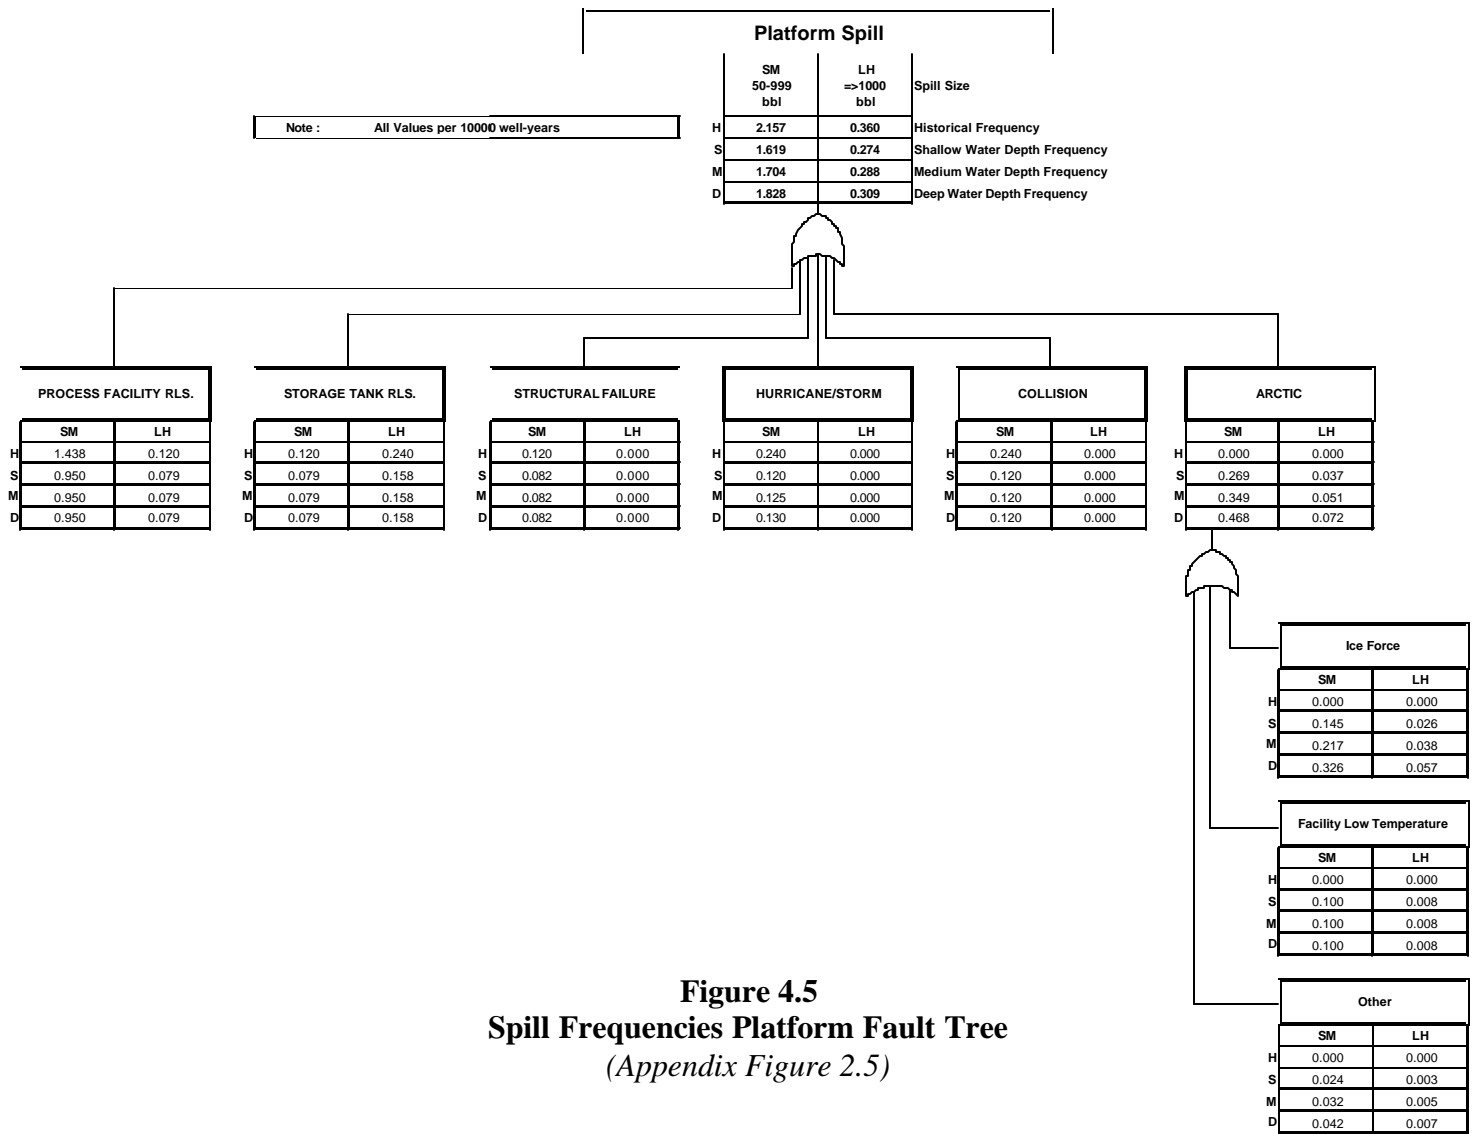 Platform Spill
SM LH
50-999 =>1000 Spill Size
bbl bbl
Note : All Values per 10000 well-years
H 2.157 0.360 Historical Frequency
S 1.619 0.274 Shallow Water Depth Frequency
M 1.704 0.288 Medium Water Depth Frequency
D 1.828 0.309 Deep Water Depth Frequency
PROCESS FACILITY RLS.
SM LH
H 1.438 0.120
S 0.950 0.079
M 0.950 0.079
D 0.950 0.079
STORAGE TANK RLS.
SM LH
H 0.120 0.240
S 0.079 0.158
M 0.079 0.158
D 0.079 0.158
STRUCTURAL FAILURE
SM LH
H 0.120 0.000
S 0.082 0.000
M 0.082 0.000
D 0.082 0.000
HURRICANE/STORM
SM LH
H 0.240 0.000
S 0.120 0.000
M 0.125 0.000
D 0.130 0.000
COLLISION
SM LH
H 0.240 0.000
S 0.120 0.000
M 0.120 0.000
D 0.120 0.000
ARCTIC
SM LH
H 0.000 0.000
S 0.269 0.037
M 0.349 0.051
D 0.468 0.072
Ice Force
SM LH
H 0.000 0.000
S 0.145 0.026
M 0.217 0.038
D 0.326 0.057
Facility Low Temperature
SM LH
H 0.000 0.000
S 0.100 0.008
M 0.100 0.008
D 0.100 0.008
Other
SM LH
H 0.000 0.000
S 0.024 0.003
M 0.032 0.005
D 0.042 0.007
Figure 4.5
Spill Frequencies Platform Fault Tree
(Appendix Figure 2.5)